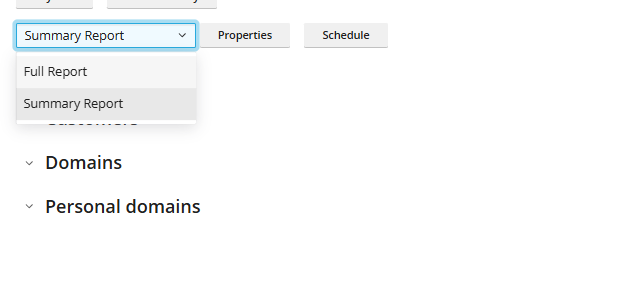 Summary Report
Properties
Schedule
Full Report
Summary Report
Domains
Personal domains